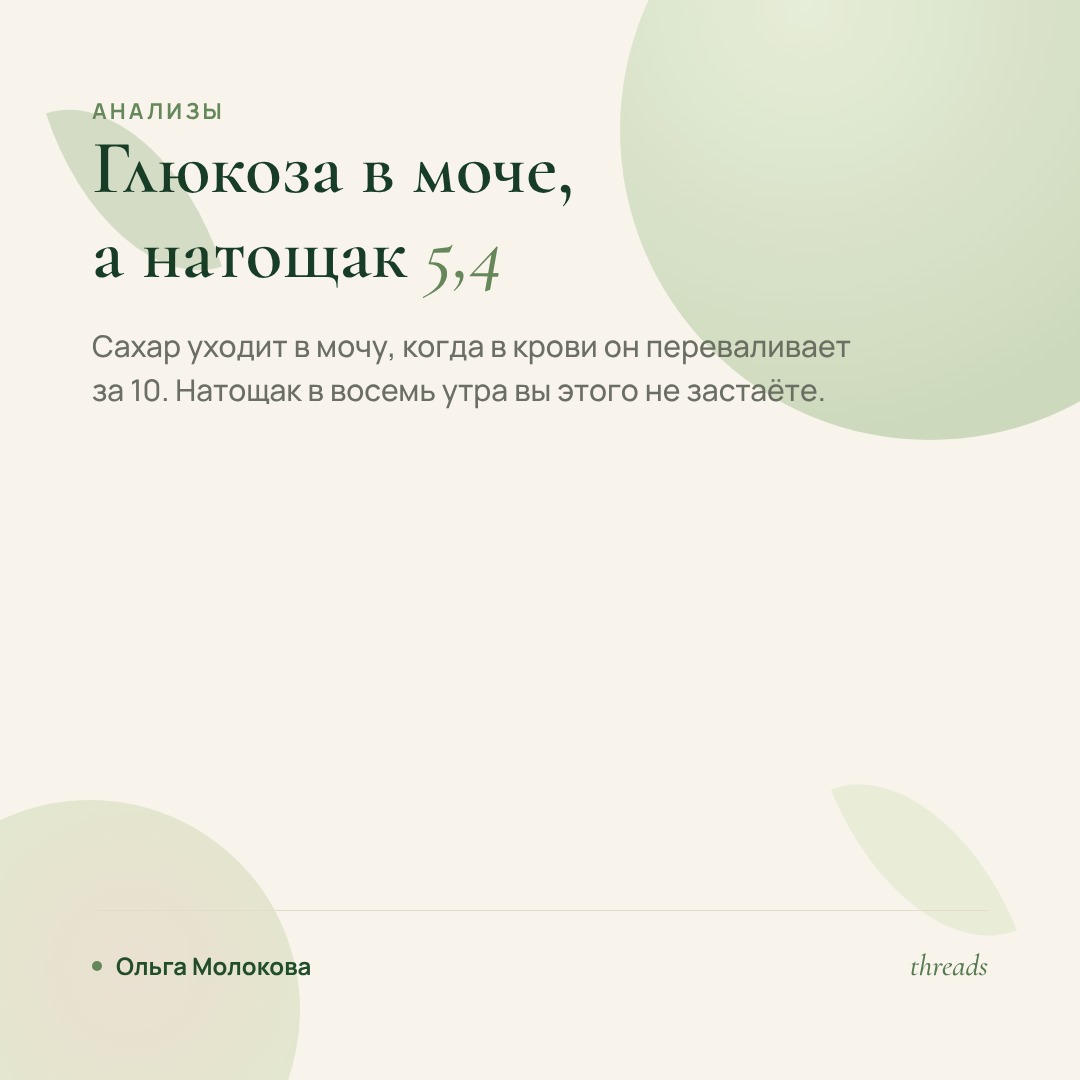 АНАЛИЗЫ
Глюкоза в моче,
а натощак 5,4
Сахар уходит в мочу, когда в крови он переваливает
за 10. Натощак в восемь утра вы этого не застаёте.
Ольга Молокова
threads